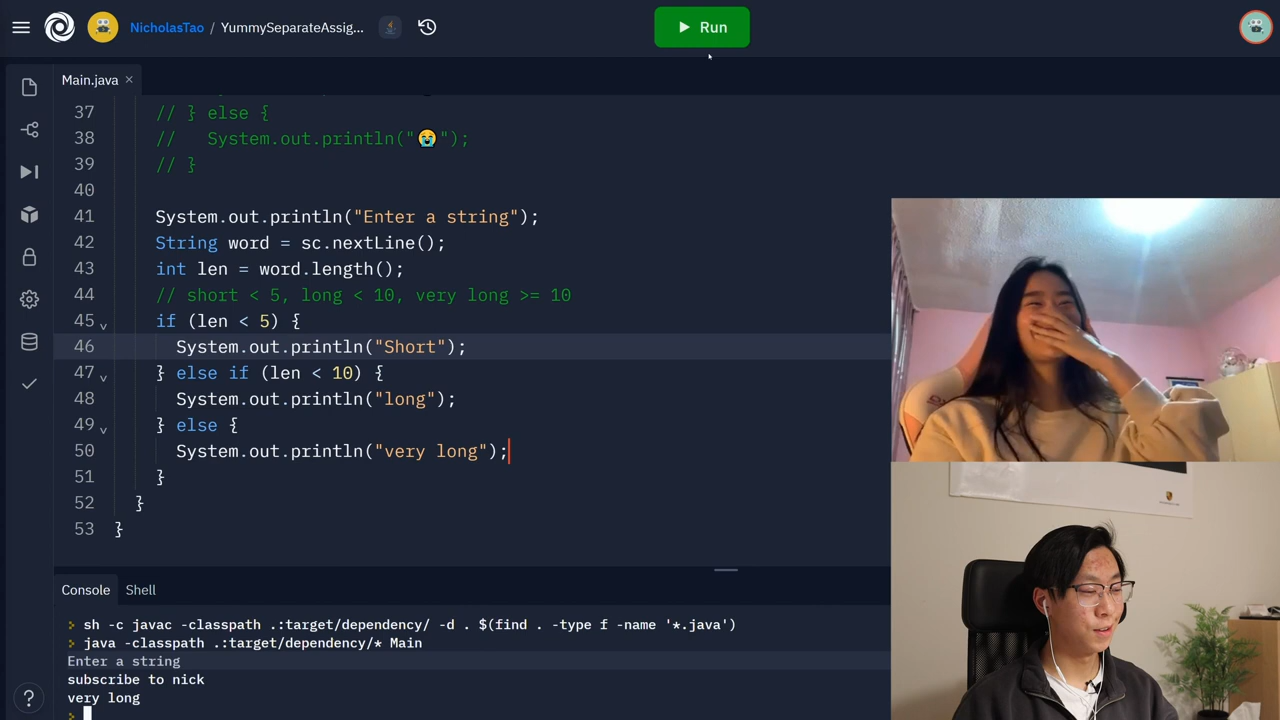 NicholasTao / YummySeparateAssig...
Run
Main.java ×
37 // } else {
38 //   System.out.println("😭");
39 // }
40
41 System.out.println("Enter a string");
42 String word = sc.nextLine();
43 int len = word.length();
44 // short < 5, long < 10, very long >= 10
45 if (len < 5) {
46   System.out.println("Short");
47 } else if (len < 10) {
48   System.out.println("long");
49 } else {
50   System.out.println("very long");
51 }
52 }
53 }
Console Shell
sh -c javac -classpath .:target/dependency/ -d . $(find . -type f -name '*.java')
java -classpath .:target/dependency/* Main
Enter a string
subscribe to nick
very long
?